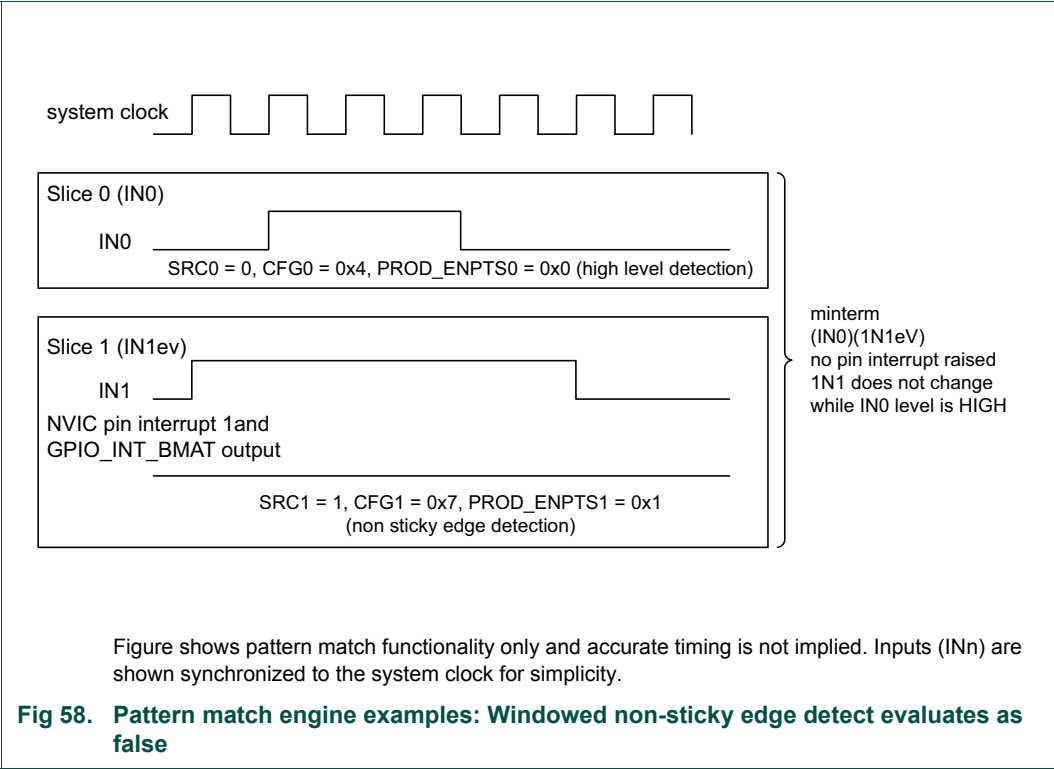 system clock
Slice 0 (IN0)
IN0
SRC0 = 0, CFG0 = 0x4, PROD_ENPTS0 = 0x0 (high level detection)
Slice 1 (IN1ev)
IN1
NVIC pin interrupt 1and
GPIO_INT_BMAT output
SRC1 = 1, CFG1 = 0x7, PROD_ENPTS1 = 0x1
(non sticky edge detection)
minterm
(IN0)(1N1eV)
no pin interrupt raised
1N1 does not change
while IN0 level is HIGH
Figure shows pattern match functionality only and accurate timing is not implied. Inputs (INn) are
shown synchronized to the system clock for simplicity.
Fig 58. Pattern match engine examples: Windowed non-sticky edge detect evaluates as
false